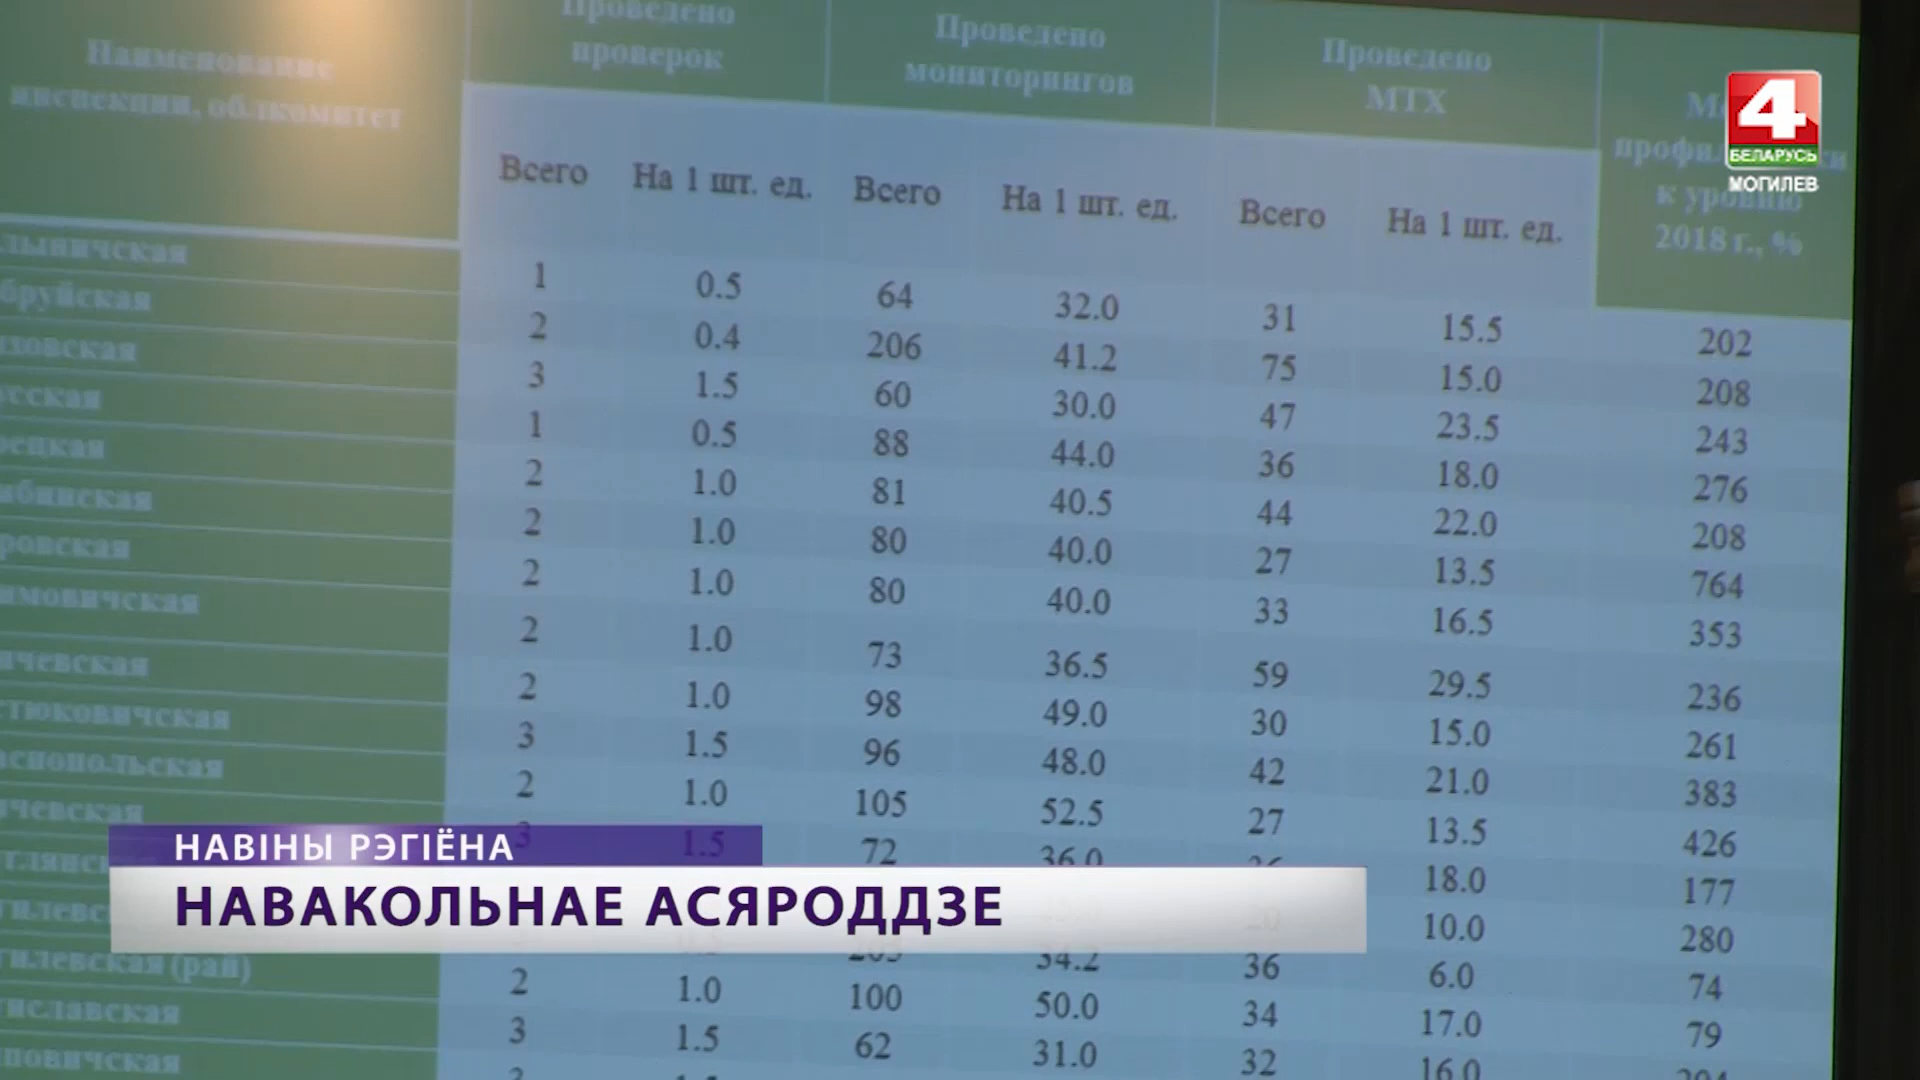 Наименование инспекции, облкомитет
Проведено проверок
Проведено мониторингов
Проведено МТХ
к уровню 2018 г., %
4
БЕЛАРУСЬ
МОГИЛЕВ
Всего На 1 шт. ед. Всего На 1 шт. ед. Всего На 1 шт. ед.
1 0.5 64 32.0 31 15.5 202
2 0.4 206 41.2 75 15.0 208
3 1.5 60 30.0 47 23.5 243
1 0.5 88 44.0 36 18.0 276
2 1.0 81 40.5 44 22.0 208
2 1.0 80 40.0 27 13.5 764
2 1.0 80 40.0 33 16.5 353
2 1.0 73 36.5 59 29.5 236
2 1.0 98 49.0 30 15.0 261
3 1.5 96 48.0 42 21.0 383
2 1.0 105 52.5 27 13.5 426
3 1.5 72 36.0 18.0 177
10.0 280
34.2 36 6.0 74
(рай) 2 1.0 100 50.0 34 17.0 79
3 1.5 62 31.0 32 16.0
НАВІНЫ РЭГІЁНА
НАВАКОЛЬНАЕ АСЯРОДДЗЕ